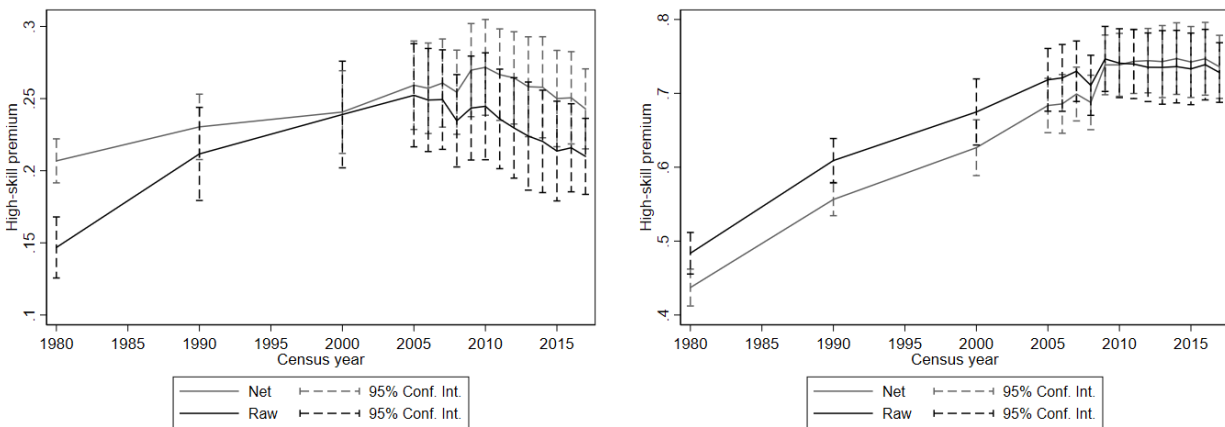 High-skill premium
.3
.25
.2
.15
.1
1980 1985 1990 1995 2000 2005 2010 2015
Census year
Net 95% Conf. Int.
Raw 95% Conf. Int.
High-skill premium
.8
.7
.6
.5
.4
1980 1985 1990 1995 2000 2005 2010 2015
Census year
Net 95% Conf. Int.
Raw 95% Conf. Int.